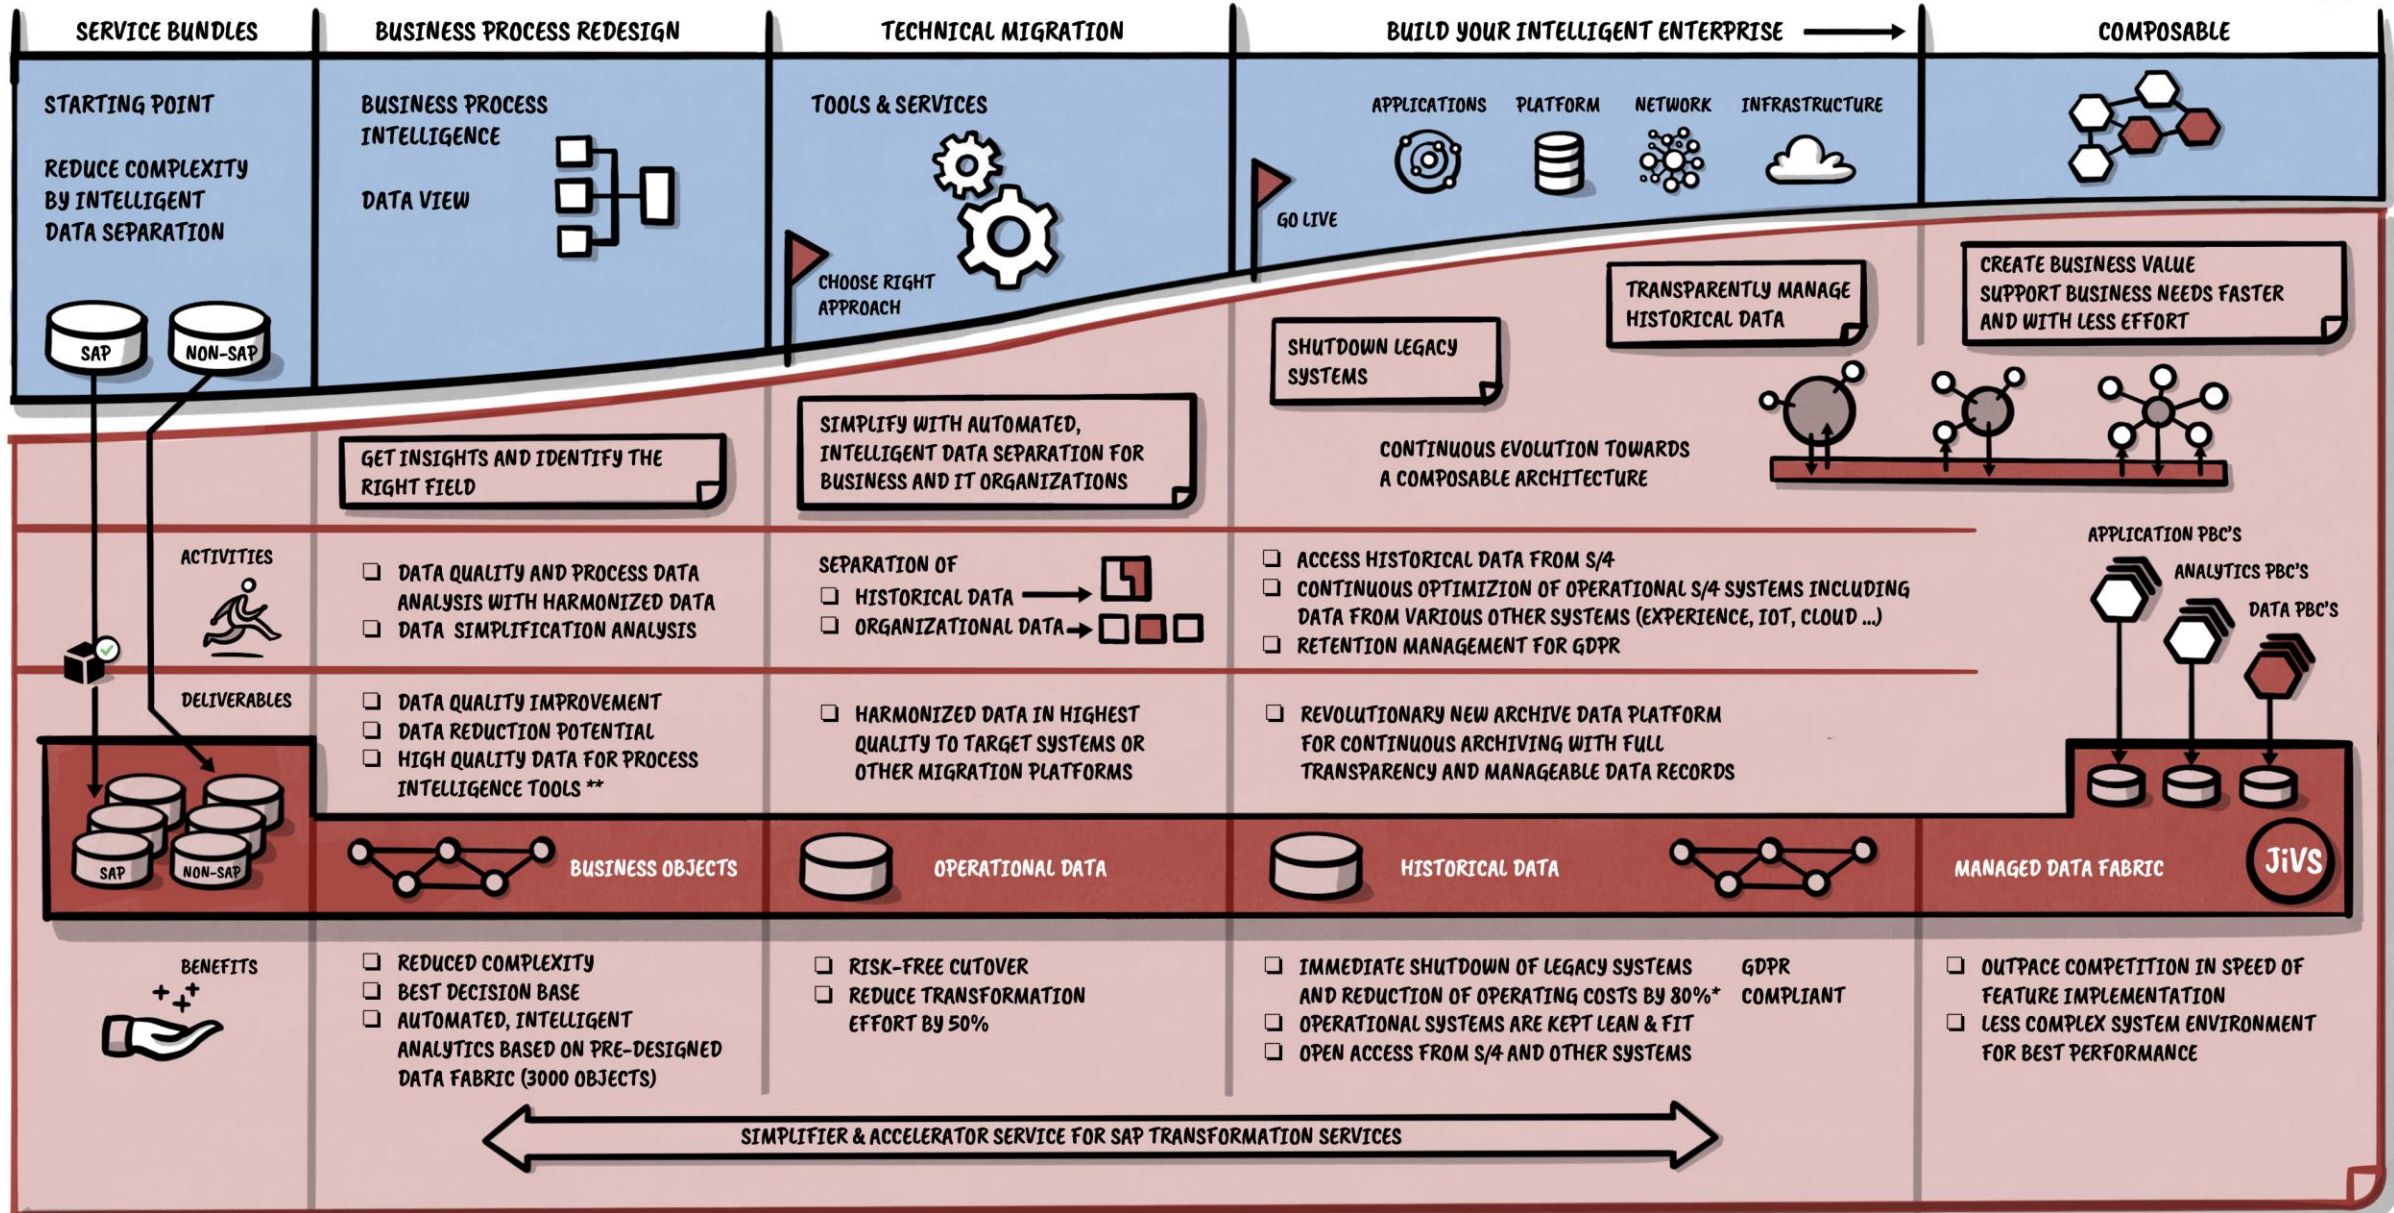 SERVICE BUNDLES
BUSINESS PROCESS REDESIGN
TECHNICAL MIGRATION
BUILD YOUR INTELLIGENT ENTERPRISE
COMPOSABLE
STARTING POINT
REDUCE COMPLEXITY
BY INTELLIGENT
DATA SEPARATION
SAP
NON-SAP
BUSINESS PROCESS
INTELLIGENCE
DATA VIEW
TOOLS & SERVICES
CHOOSE RIGHT
APPROACH
APPLICATIONS
PLATFORM
NETWORK
INFRASTRUCTURE
GO LIVE
GET INSIGHTS AND IDENTIFY THE
RIGHT FIELD
SIMPLIFY WITH AUTOMATED,
INTELLIGENT DATA SEPARATION FOR
BUSINESS AND IT ORGANIZATIONS
SHUTDOWN LEGACY
SYSTEMS
TRANSPARENTLY MANAGE
HISTORICAL DATA
CREATE BUSINESS VALUE
SUPPORT BUSINESS NEEDS FASTER
AND WITH LESS EFFORT
CONTINUOUS EVOLUTION TOWARDS
A COMPOSABLE ARCHITECTURE
ACTIVITIES
DATA QUALITY AND PROCESS DATA
ANALYSIS WITH HARMONIZED DATA
DATA SIMPLIFICATION ANALYSIS
SEPARATION OF
HISTORICAL DATA
ORGANIZATIONAL DATA
ACCESS HISTORICAL DATA FROM S/4
CONTINUOUS OPTIMIZION OF OPERATIONAL S/4 SYSTEMS INCLUDING
DATA FROM VARIOUS OTHER SYSTEMS (EXPERIENCE, IOT, CLOUD ...)
RETENTION MANAGEMENT FOR GDPR
APPLICATION PBC'S
ANALYTICS PBC'S
DATA PBC'S
DELIVERABLES
DATA QUALITY IMPROVEMENT
DATA REDUCTION POTENTIAL
HIGH QUALITY DATA FOR PROCESS
INTELLIGENCE TOOLS **
HARMONIZED DATA IN HIGHEST
QUALITY TO TARGET SYSTEMS OR
OTHER MIGRATION PLATFORMS
REVOLUTIONARY NEW ARCHIVE DATA PLATFORM
FOR CONTINUOUS ARCHIVING WITH FULL
TRANSPARENCY AND MANAGEABLE DATA RECORDS
SAP
NON-SAP
BUSINESS OBJECTS
OPERATIONAL DATA
HISTORICAL DATA
MANAGED DATA FABRIC
JiVS
BENEFITS
REDUCED COMPLEXITY
BEST DECISION BASE
AUTOMATED, INTELLIGENT
ANALYTICS BASED ON PRE-DESIGNED
DATA FABRIC (3000 OBJECTS)
RISK-FREE CUTOVER
REDUCE TRANSFORMATION
EFFORT BY 50%
IMMEDIATE SHUTDOWN OF LEGACY SYSTEMS
AND REDUCTION OF OPERATING COSTS BY 80%*
OPERATIONAL SYSTEMS ARE KEPT LEAN & FIT
OPEN ACCESS FROM S/4 AND OTHER SYSTEMS
GDPR
COMPLIANT
OUTPACE COMPETITION IN SPEED OF
FEATURE IMPLEMENTATION
LESS COMPLEX SYSTEM ENVIRONMENT
FOR BEST PERFORMANCE
SIMPLIFIER & ACCELERATOR SERVICE FOR SAP TRANSFORMATION SERVICES